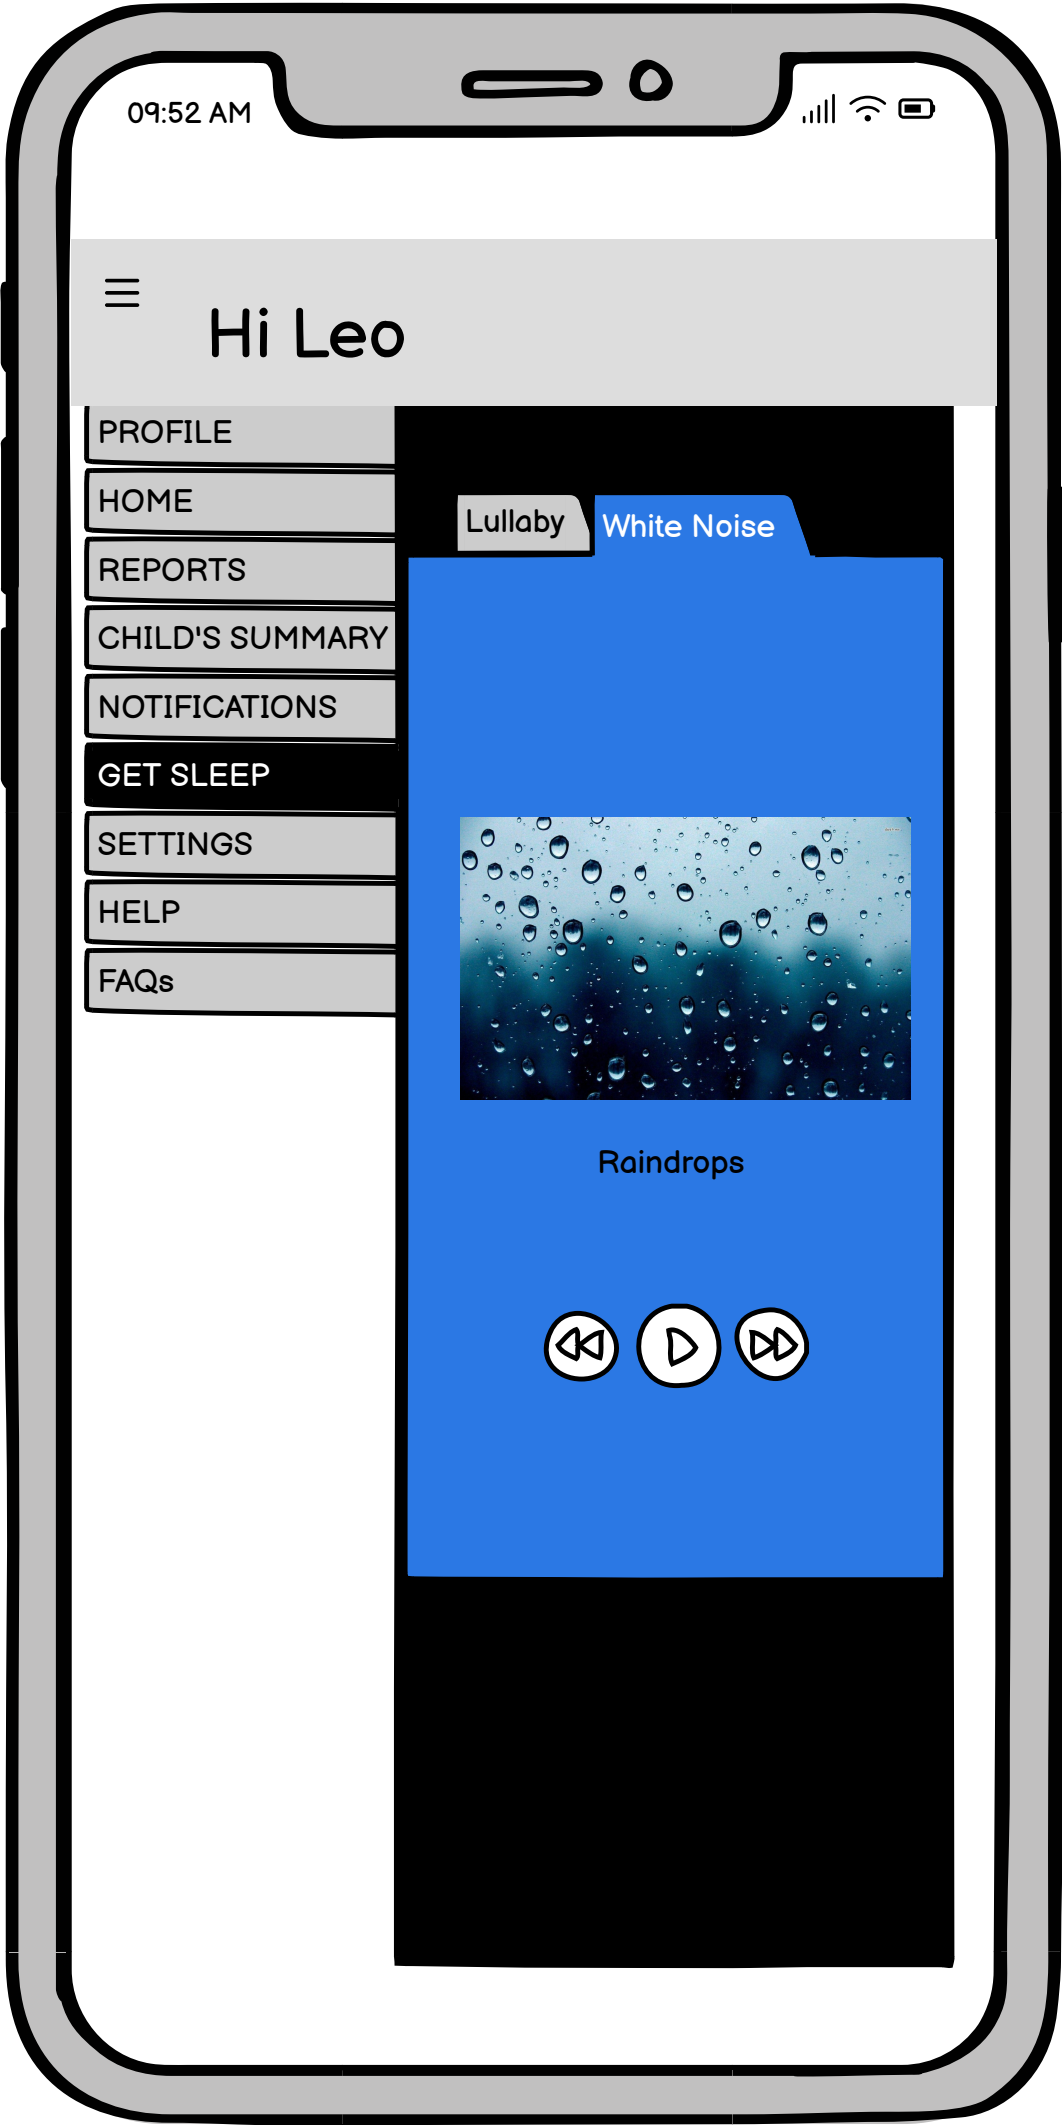 09:52 AM
Hi Leo
PROFILE
HOME
REPORTS
CHILD'S SUMMARY
NOTIFICATIONS
GET SLEEP
SETTINGS
HELP
FAQs
Lullaby
White Noise
Raindrops